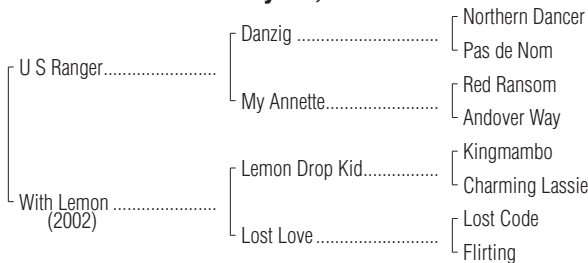 Northern Dancer
Danzig ..............................
Pas de Nom
U S Ranger........................
Red Ransom
My Annette........................
Andover Way
Kingmambo
Lemon Drop Kid................
Charming Lassie
With Lemon ......................
(2002)
Lost Code
Lost Love ..........................
Flirting